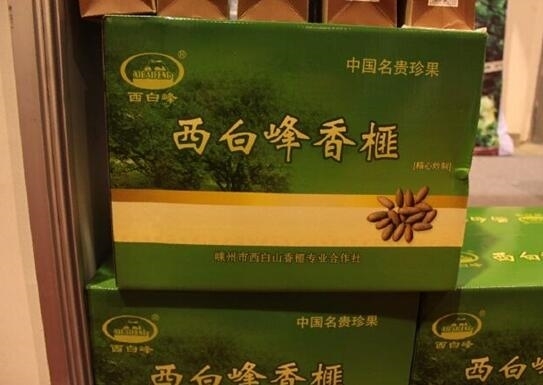 ®
西白峰
中国名贵珍果
西白峰香榧
[精心炒制]
嵊州市西白山香榧专业合作社
西白峰
中国名贵珍果
西白峰香榧
西白峰